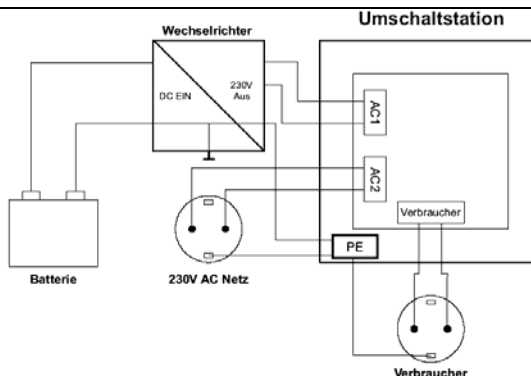 Umschaltstation
Wechselrichter
DC EIN
230V
Aus
AC1
AC2
Verbraucher
PE
Batterie
230V AC Netz
Verbraucher